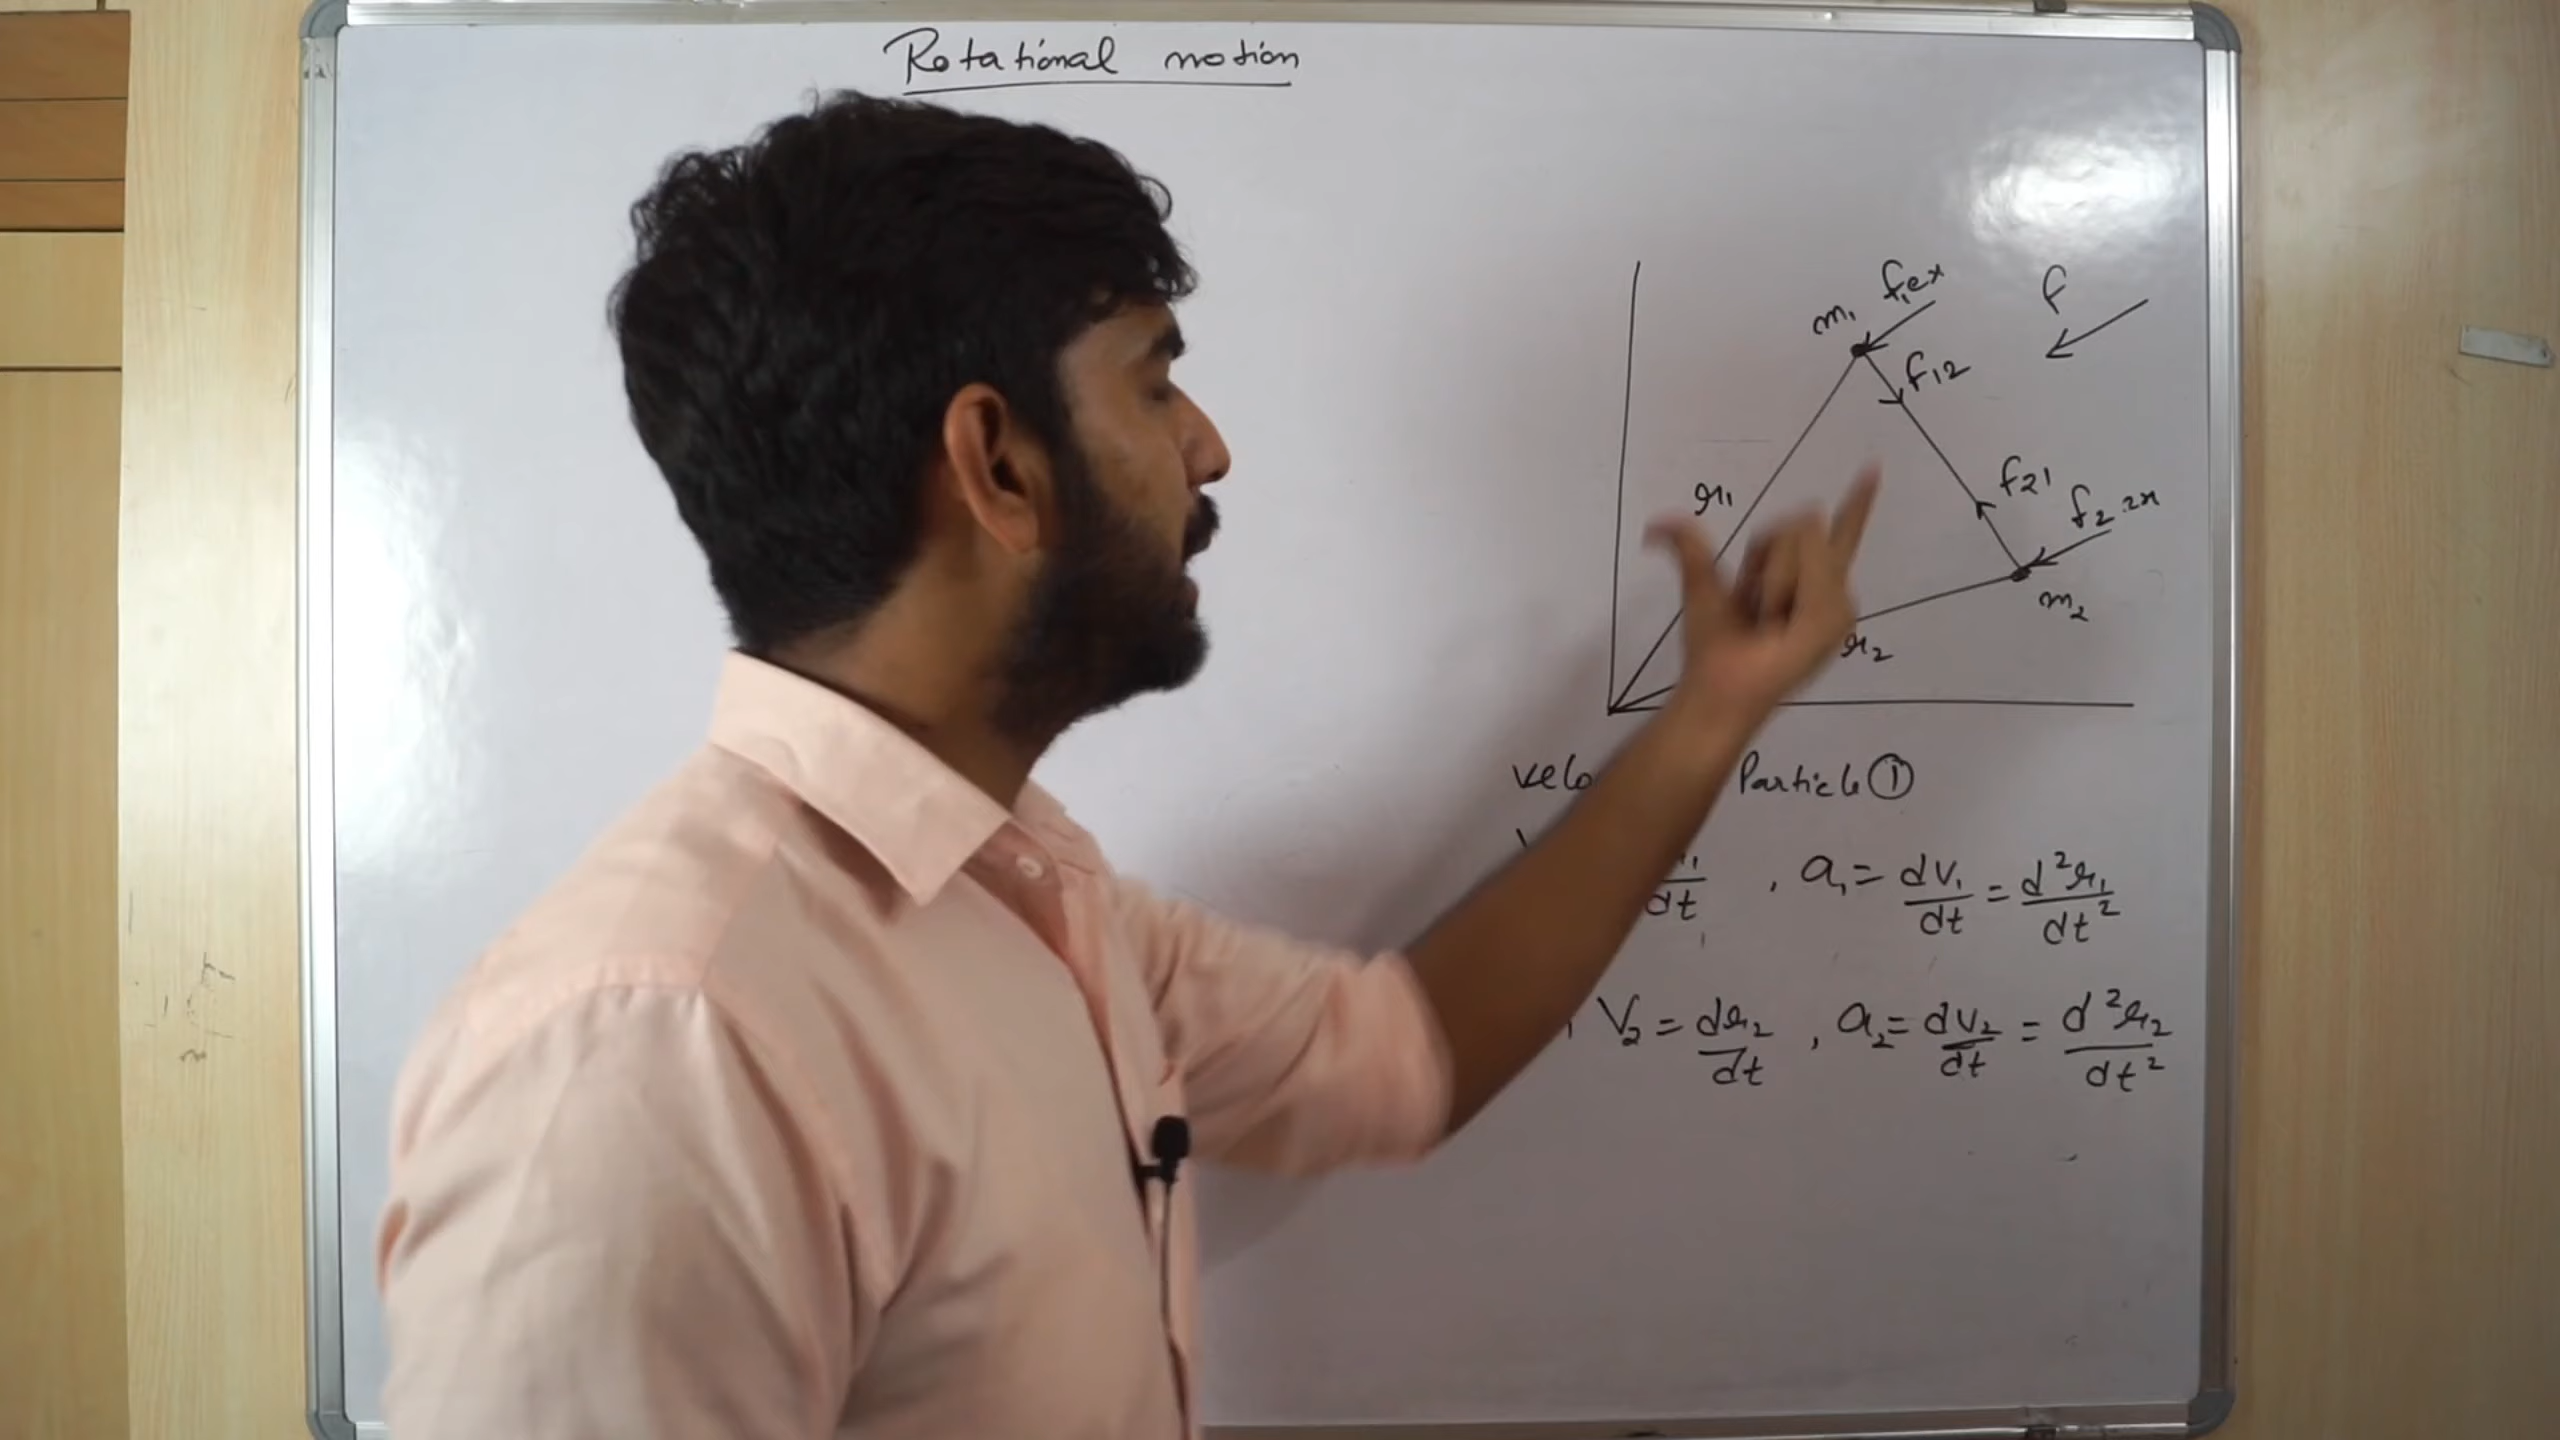 Rotational motion
f
m₁ f₁ex
f12
f21
f₂
r₁
m₂
r₂
Particle ①
dt , a₁ = dV₁/dt = d²r₁/dt²
V₂ = dr₂/dt , a₂ = dV₂/dt = d²r₂/dt²